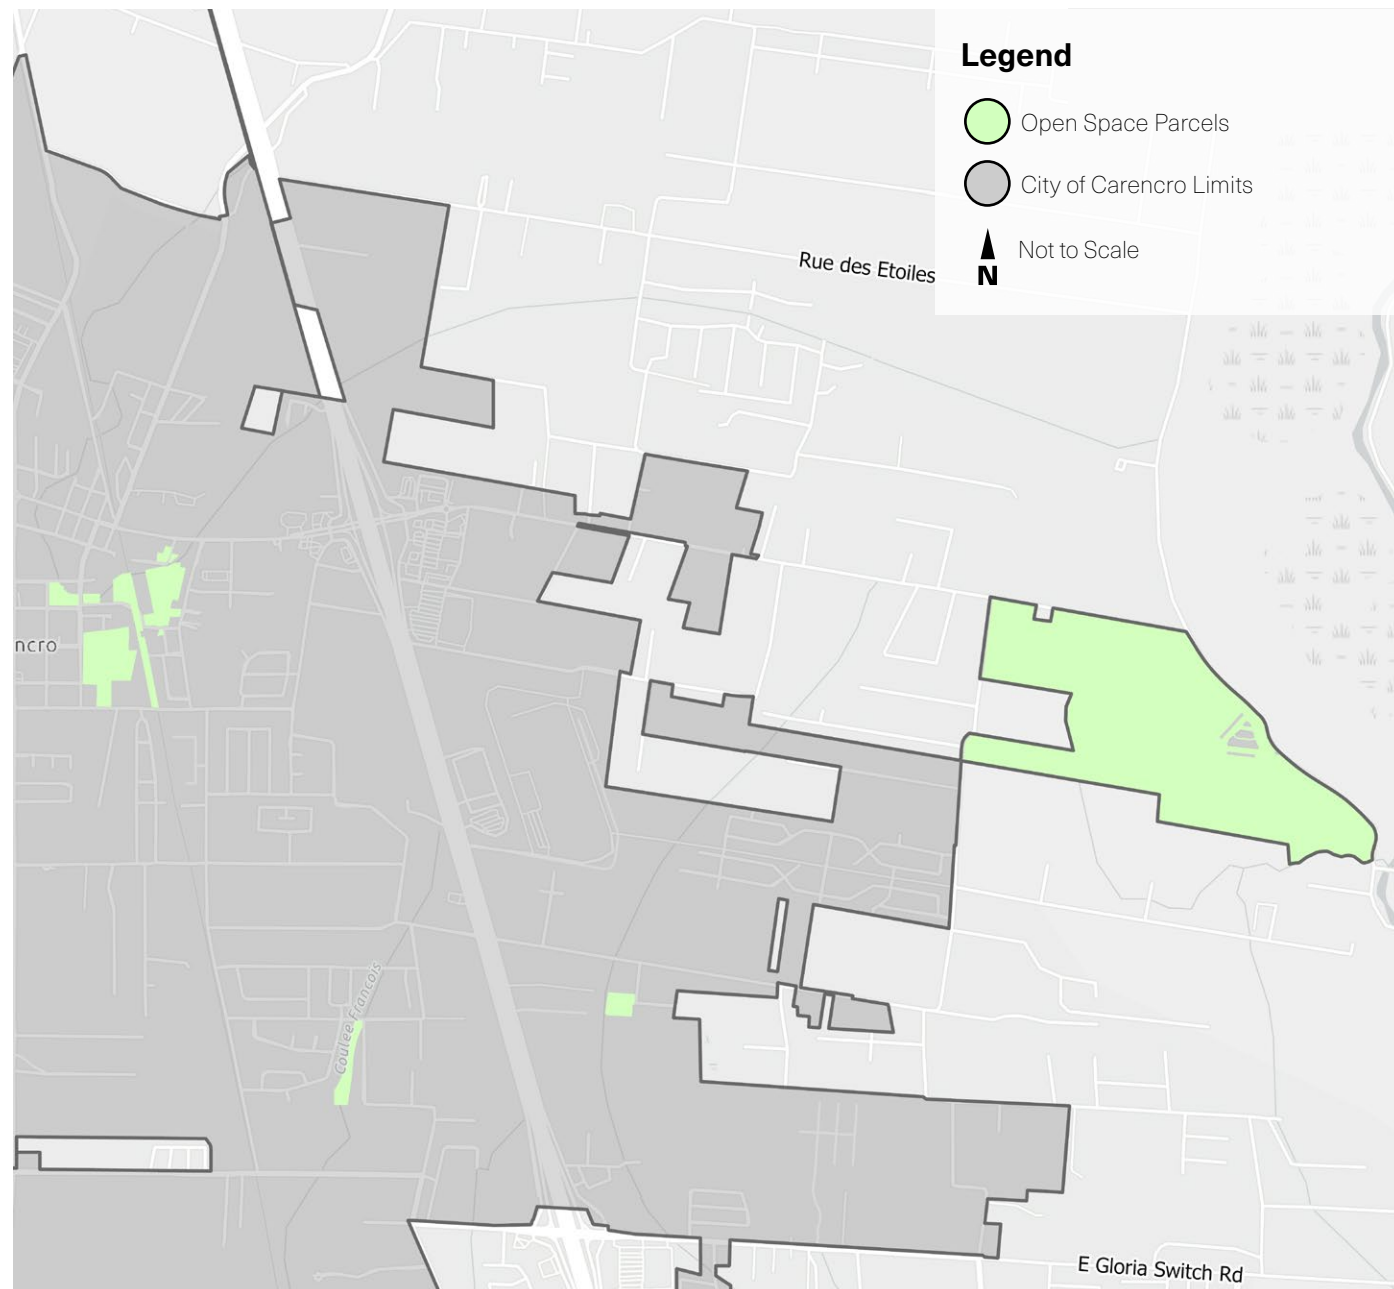 Legend
Open Space Parcels
City of Carencro Limits
Not to Scale
N
Rue des Etoiles
ncro
Coulee Francois
E Gloria Switch Rd